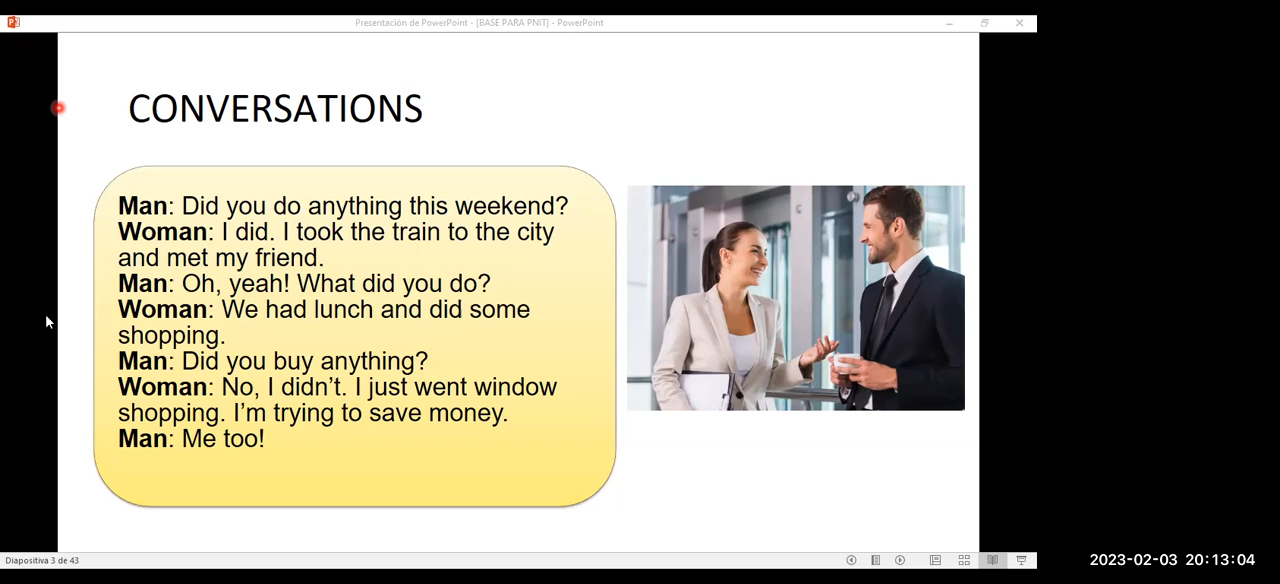 Presentación de PowerPoint - [BASE PARA PNIT] - PowerPoint
CONVERSATIONS
Man: Did you do anything this weekend?
Woman: I did. I took the train to the city
and met my friend.
Man: Oh, yeah! What did you do?
Woman: We had lunch and did some
shopping.
Man: Did you buy anything?
Woman: No, I didn’t. I just went window
shopping. I’m trying to save money.
Man: Me too!
Diapositiva 3 de 43
2023-02-03 20:13:04